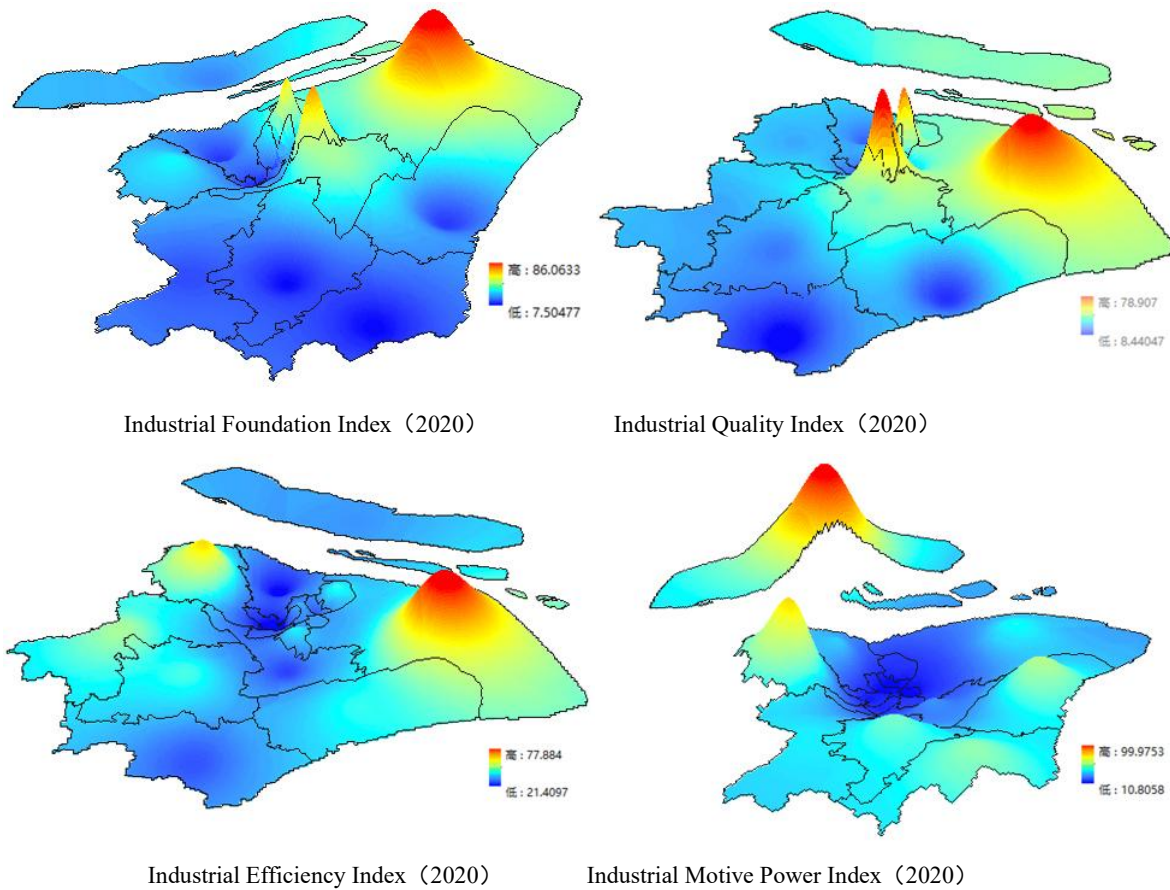 高 : 86.0633
低 : 7.50477
高 : 78.907
低 : 8.44047
Industrial Foundation Index（2020）
Industrial Quality Index（2020）
高 : 77.884
低 : 21.4097
高 : 99.9753
低 : 10.8058
Industrial Efficiency Index（2020）
Industrial Motive Power Index（2020）